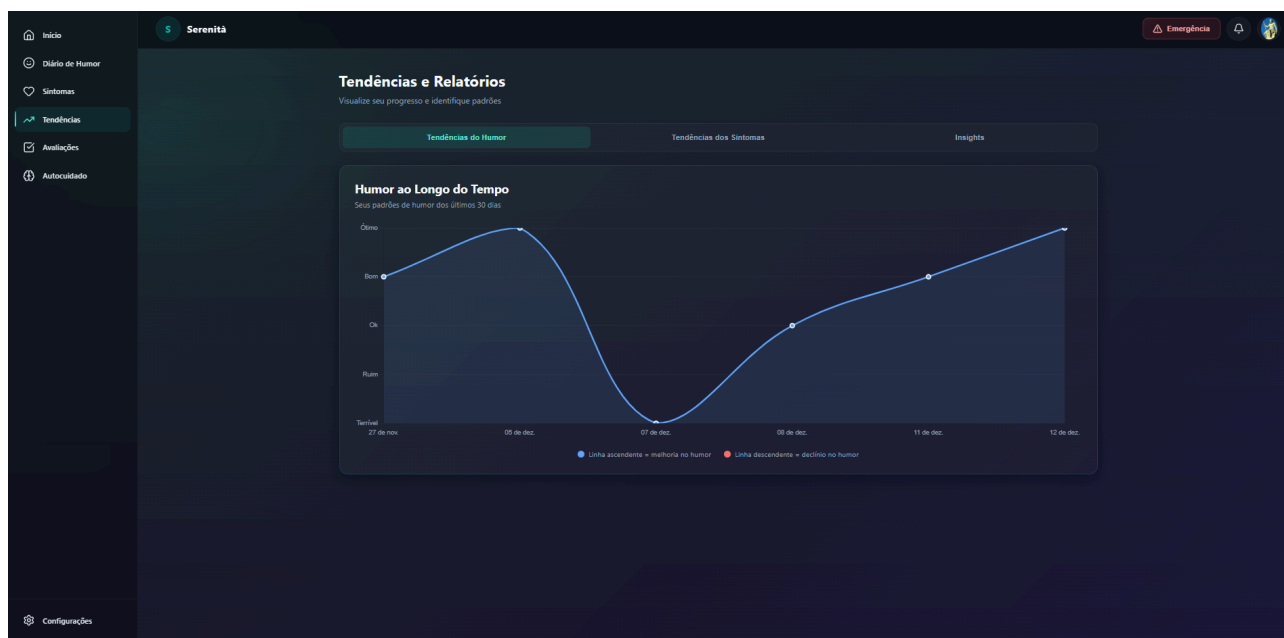 Início
Diário de Humor
Sintomas
Tendências
Avaliações
Autocuidado
Configurações
S Serenità
Emergência
Tendências e Relatórios
Visualize seu progresso e identifique padrões
Tendências do Humor
Tendências dos Sintomas
Insights
Humor ao Longo do Tempo
Seus padrões de humor dos últimos 30 dias
Ótimo
Bom
Ok
Ruim
Terrível
27 de nov. 05 de dez. 07 de dez. 08 de dez. 11 de dez. 12 de dez.
Linha ascendente = melhoria no humor Linha descendente = declínio no humor